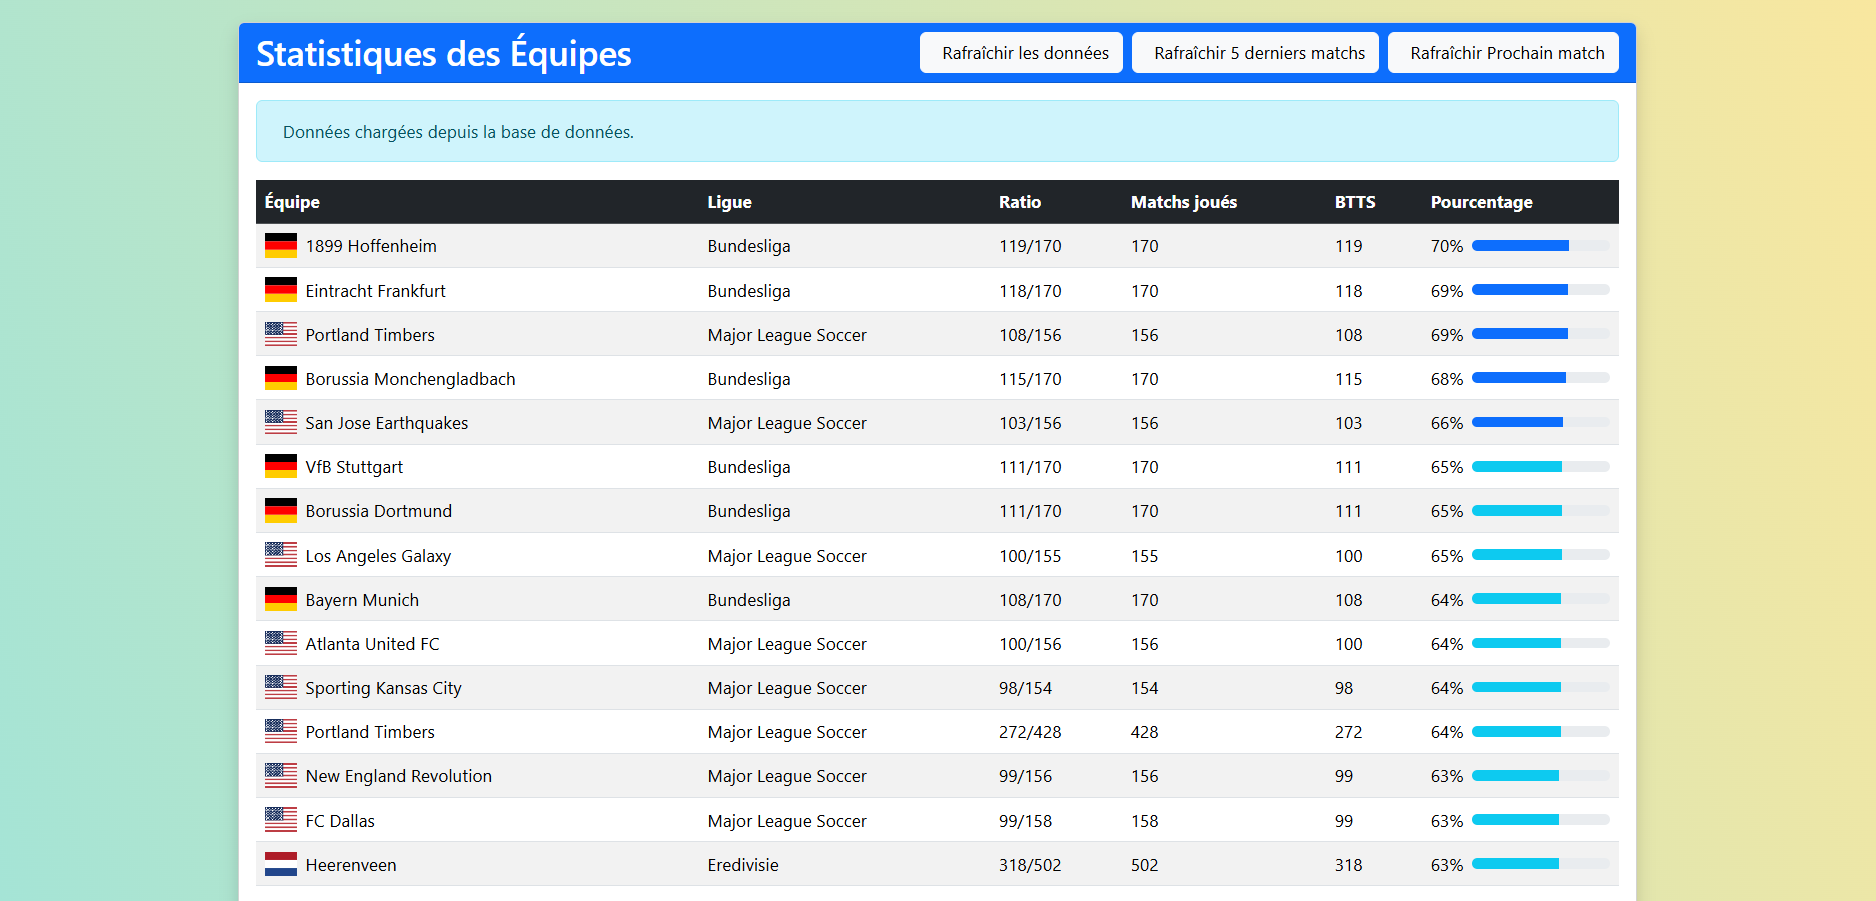 Statistiques des Équipes
Rafraîchir les données Rafraîchir 5 derniers matchs Rafraîchir Prochain match
Données chargées depuis la base de données.
Équipe Ligue Ratio Matchs joués BTTS Pourcentage
1899 Hoffenheim Bundesliga 119/170 170 119 70%
Eintracht Frankfurt Bundesliga 118/170 170 118 69%
Portland Timbers Major League Soccer 108/156 156 108 69%
Borussia Monchengladbach Bundesliga 115/170 170 115 68%
San Jose Earthquakes Major League Soccer 103/156 156 103 66%
VfB Stuttgart Bundesliga 111/170 170 111 65%
Borussia Dortmund Bundesliga 111/170 170 111 65%
Los Angeles Galaxy Major League Soccer 100/155 155 100 65%
Bayern Munich Bundesliga 108/170 170 108 64%
Atlanta United FC Major League Soccer 100/156 156 100 64%
Sporting Kansas City Major League Soccer 98/154 154 98 64%
Portland Timbers Major League Soccer 272/428 428 272 64%
New England Revolution Major League Soccer 99/156 156 99 63%
FC Dallas Major League Soccer 99/158 158 99 63%
Heerenveen Eredivisie 318/502 502 318 63%